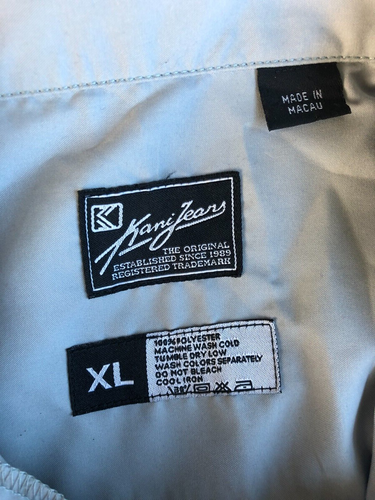 MADE IN
MACAU
K
Kani Jeans
THE ORIGINAL
ESTABLISHED SINCE 1989
REGISTERED TRADEMARK
XL
100% POLYESTER
MACHINE WASH COLD
TUMBLE DRY LOW
WASH COLORS SEPARATELY
DO NOT BLEACH
COOL IRON